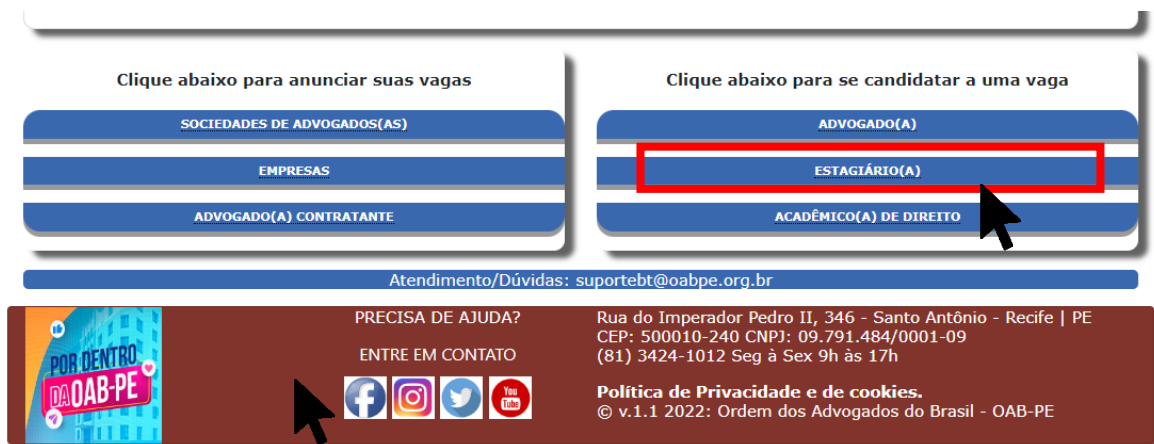 Clique abaixo para anunciar suas vagas
SOCIEDADES DE ADVOGADOS(AS)
EMPRESAS
ADVOGADO(A) CONTRATANTE
Clique abaixo para se candidatar a uma vaga
ADVOGADO(A)
ESTAGIÁRIO(A)
ACADÊMICO(A) DE DIREITO
Atendimento/Dúvidas: suportebt@oabpe.org.br
POR DENTRO
DA OAB-PE
PRECISA DE AJUDA?
ENTRE EM CONTATO
You
Tube
Rua do Imperador Pedro II, 346 - Santo Antônio - Recife | PE
CEP: 500010-240 CNPJ: 09.791.484/0001-09
(81) 3424-1012 Seg à Sex 9h às 17h
Política de Privacidade e de cookies.
© v.1.1 2022: Ordem dos Advogados do Brasil - OAB-PE